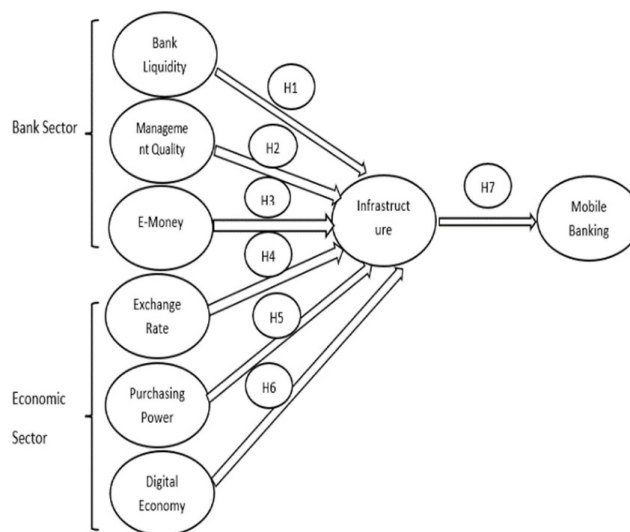 Bank Sector
Bank
Liquidity
Manageme
nt Quality
E-Money
Economic
Sector
Exchange
Rate
Purchasing
Power
Digital
Economy
H1
H2
H3
H4
H5
H6
Infrastruct
ure
H7
Mobile
Banking